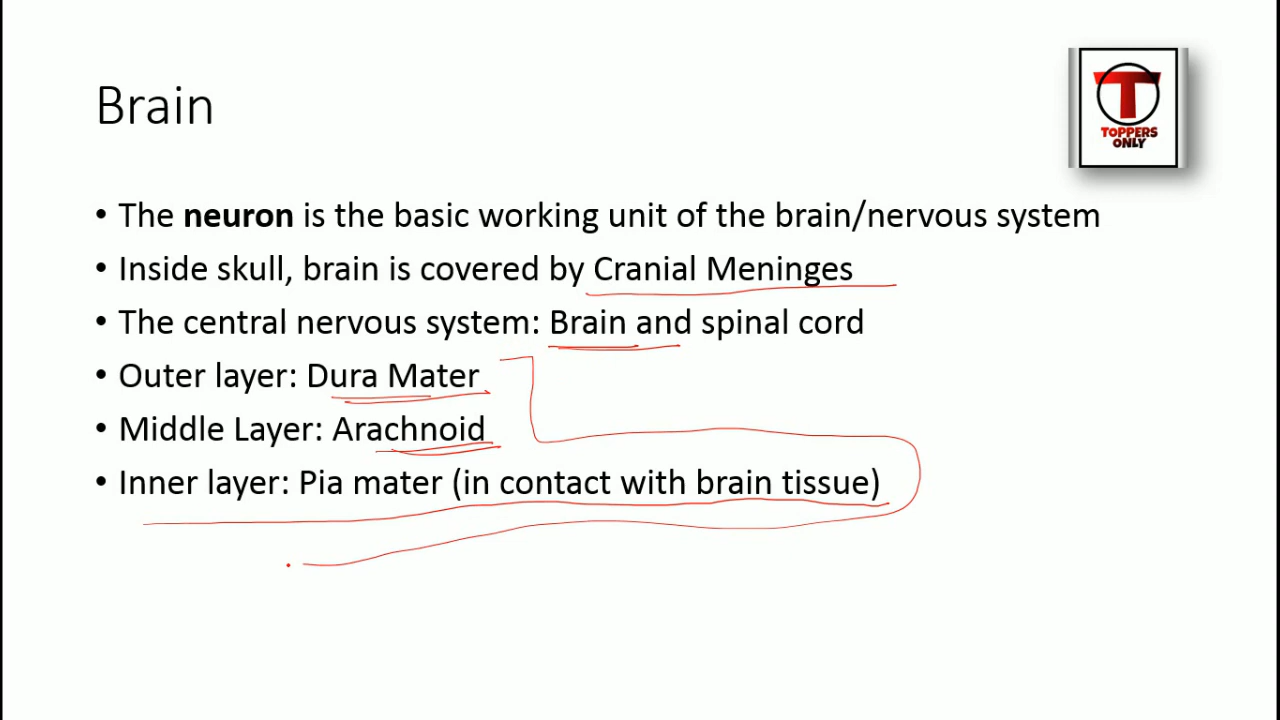 Brain
T
TOPPERS
ONLY
• The neuron is the basic working unit of the brain/nervous system
• Inside skull, brain is covered by Cranial Meninges
• The central nervous system: Brain and spinal cord
• Outer layer: Dura Mater
• Middle Layer: Arachnoid
• Inner layer: Pia mater (in contact with brain tissue)